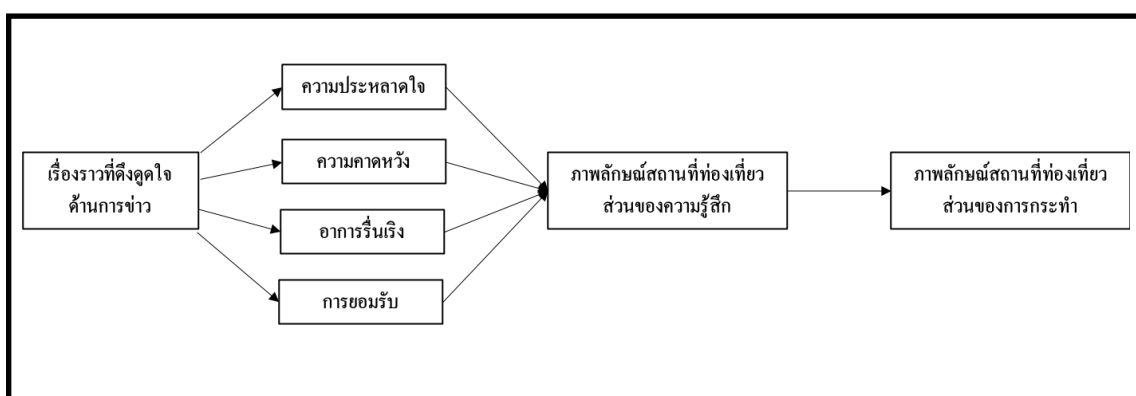 เรื่องราวที่ดึงดูดใจ
ด้านการข่าว
ความประหลาดใจ
ความคาดหวัง
อาการรื่นเริง
การยอมรับ
ภาพลักษณ์สถานที่ท่องเที่ยว
ส่วนของความรู้สึก
ภาพลักษณ์สถานที่ท่องเที่ยว
ส่วนของการกระทำ